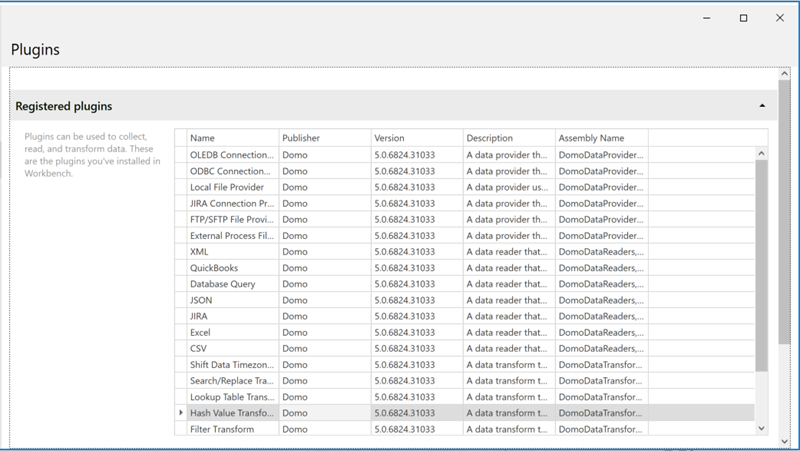 Plugins
Registered plugins
Plugins can be used to collect,
read, and transform data. These
are the plugins you've installed in
Workbench.
Name Publisher Version Description Assembly Name
OLEDB Connection... Domo 5.0.6824.31033 A data provider th... DomoDataProvider...
ODBC Connection... Domo 5.0.6824.31033 A data provider th... DomoDataProvider...
Local File Provider Domo 5.0.6824.31033 A data provider us... DomoDataProvider...
JIRA Connection Pr... Domo 5.0.6824.31033 A data provider th... DomoDataProvider...
FTP/SFTP File Provi... Domo 5.0.6824.31033 A data provider th... DomoDataProvider...
External Process Fil... Domo 5.0.6824.31033 A data provider th... DomoDataProvider...
XML Domo 5.0.6824.31033 A data reader that... DomoDataReaders,...
QuickBooks Domo 5.0.6824.31033 A data reader that... DomoDataReaders,...
Database Query Domo 5.0.6824.31033 A data reader that... DomoDataReaders,...
JSON Domo 5.0.6824.31033 A data reader that... DomoDataReaders,...
JIRA Domo 5.0.6824.31033 A data reader that... DomoDataReaders,...
Excel Domo 5.0.6824.31033 A data reader that... DomoDataReaders,...
CSV Domo 5.0.6824.31033 A data reader that... DomoDataReaders,...
Shift Data Timezon... Domo 5.0.6824.31033 A data transform t... DomoDataTransfor...
Search/Replace Tra... Domo 5.0.6824.31033 A data transform t... DomoDataTransfor...
Lookup Table Trans... Domo 5.0.6824.31033 A data transform t... DomoDataTransfor...
Hash Value Transfo... Domo 5.0.6824.31033 A data transform t... DomoDataTransfor...
Filter Transform Domo 5.0.6824.31033 A data transform t... DomoDataTransfor...